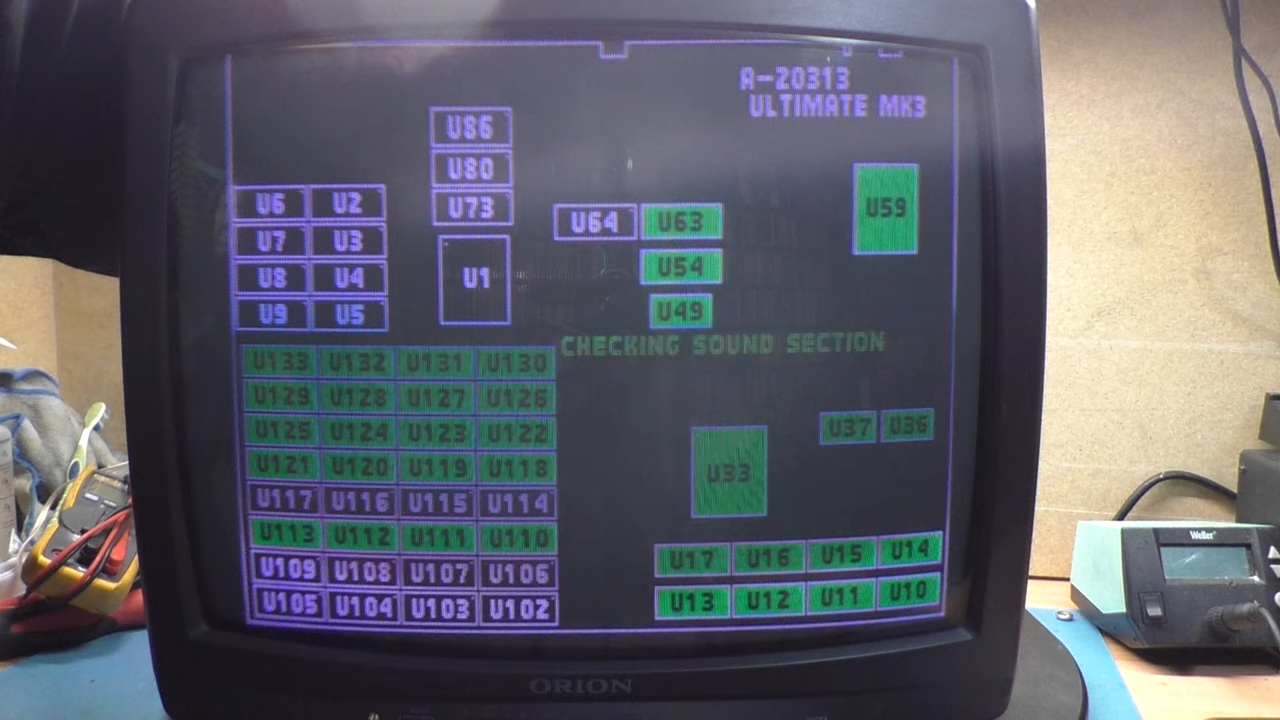 A-20313
ULTIMATE MK3
U86
U80
U73
U6 U2
U7 U3
U8 U4
U9 U5
U1
U64 U63
U54
U49
U59
CHECKING SOUND SECTION
U133 U132 U131 U130
U129 U128 U127 U126
U125 U124 U123 U122
U121 U120 U119 U118
U117 U116 U115 U114
U113 U112 U111 U110
U109 U108 U107 U106
U105 U104 U103 U102
U37 U36
U33
U17 U16 U15 U14
U13 U12 U11 U10
ORION
Weller